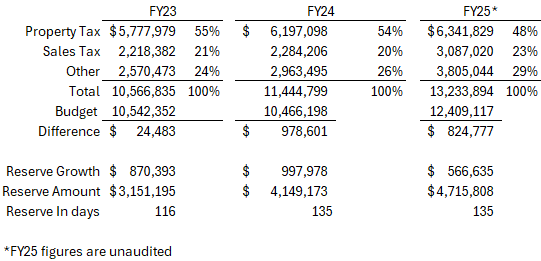 FY23 FY24 FY25*
Property Tax $5,777,979 55% $ 6,197,098 54% $6,341,829 48%
Sales Tax 2,218,382 21% 2,284,206 20% 3,087,020 23%
Other 2,570,473 24% 2,963,495 26% 3,805,044 29%
Total 10,566,835 100% 11,444,799 100% 13,233,894 100%
Budget 10,542,352 10,466,198 12,409,117
Difference $ 24,483 $ 978,601 $ 824,777
Reserve Growth $ 870,393 $ 997,978 $ 566,635
Reserve Amount $3,151,195 $ 4,149,173 $4,715,808
Reserve In days 116 135 135
*FY25 figures are unaudited